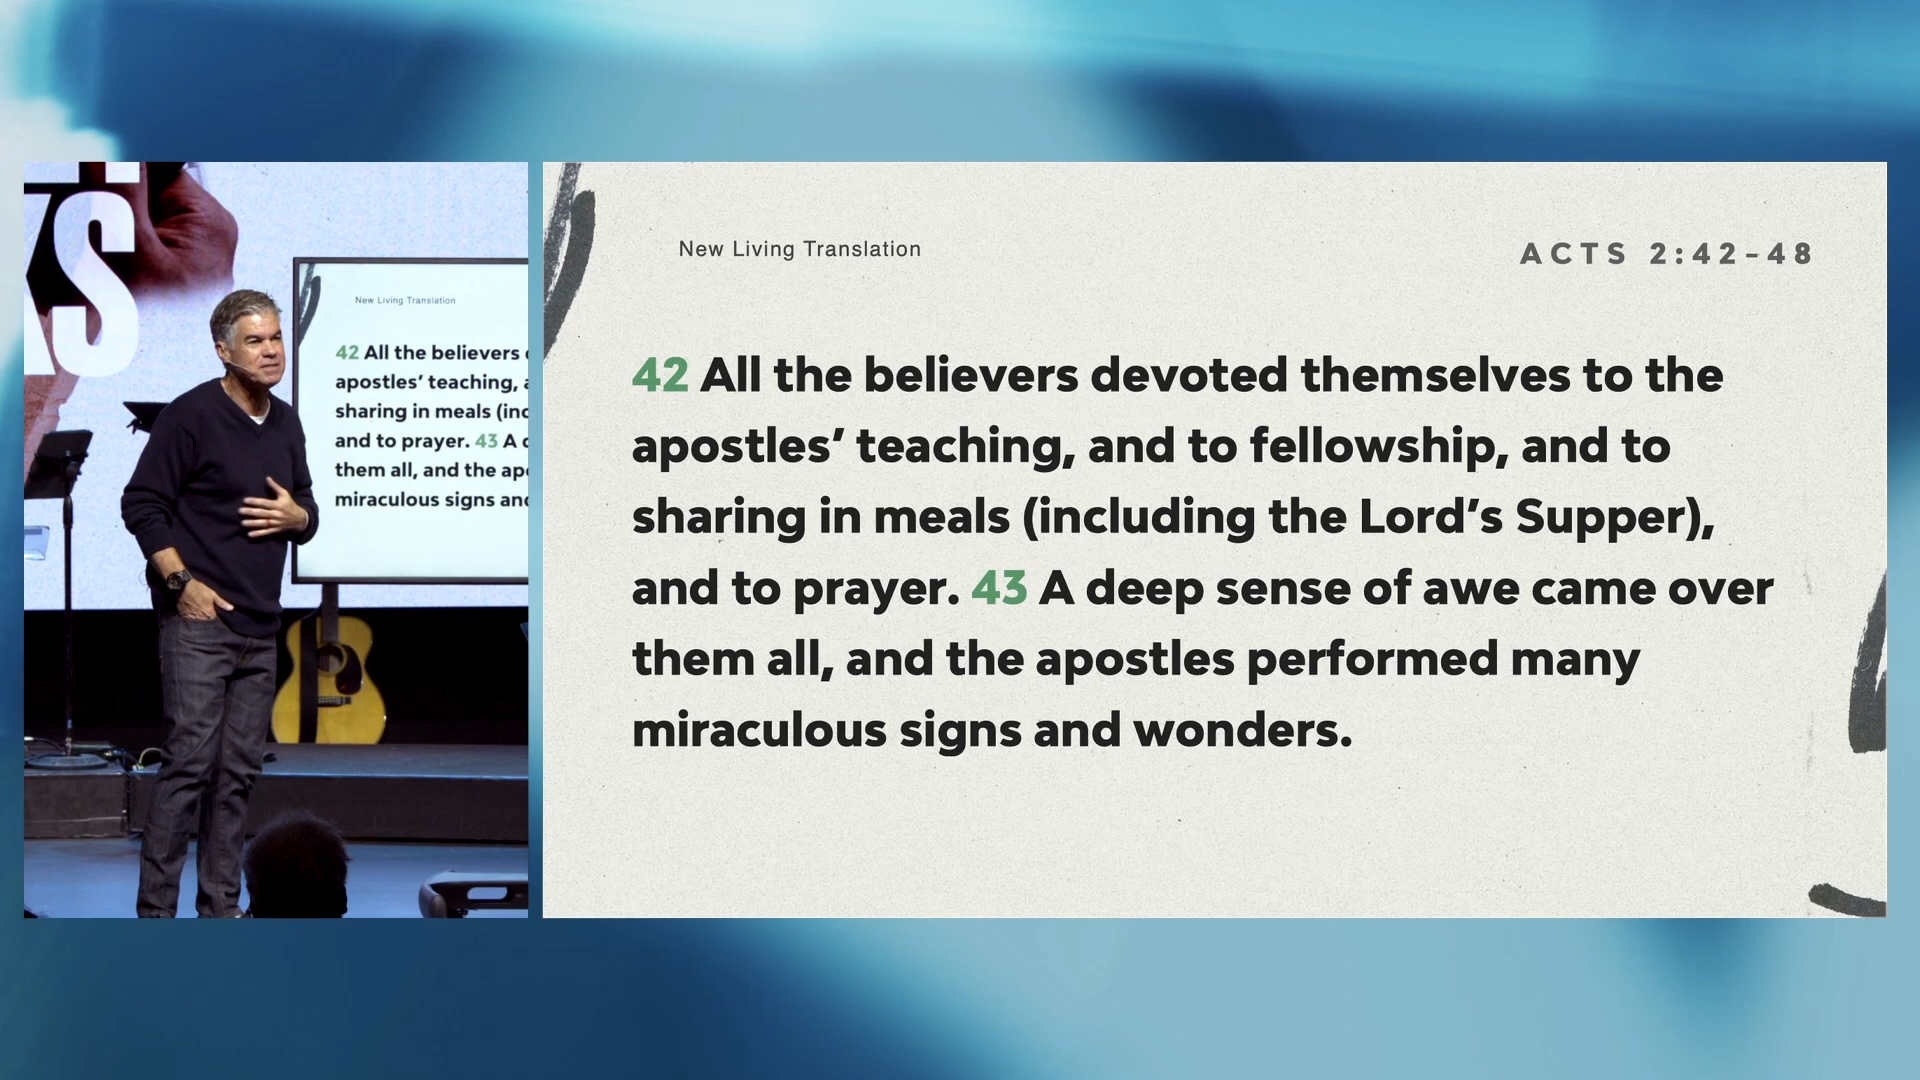 AS
New Living Translation
42 All the believers
apostles’ teaching,
sharing in meals
and to prayer. 43 A
them all, and the
miraculous signs
New Living Translation
ACTS 2:42-48
42 All the believers devoted themselves to the
apostles’ teaching, and to fellowship, and to
sharing in meals (including the Lord’s Supper),
and to prayer. 43 A deep sense of awe came over
them all, and the apostles performed many
miraculous signs and wonders.